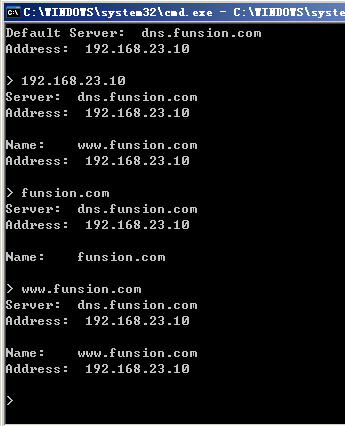 C:\WINDOWS\system32\cmd.exe - C:\WINDOWS\syste
Default Server:  dns.funsion.com
Address:  192.168.23.10
> 192.168.23.10
Server:  dns.funsion.com
Address:  192.168.23.10
Name:    www.funsion.com
Address:  192.168.23.10
> funsion.com
Server:  dns.funsion.com
Address:  192.168.23.10
Name:    funsion.com
> www.funsion.com
Server:  dns.funsion.com
Address:  192.168.23.10
Name:    www.funsion.com
Address:  192.168.23.10
>